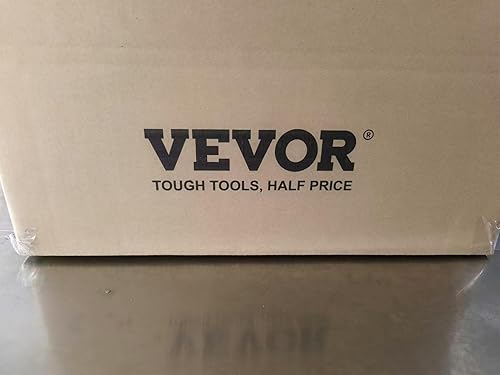 VEVOR®
TOUGH TOOLS, HALF PRICE